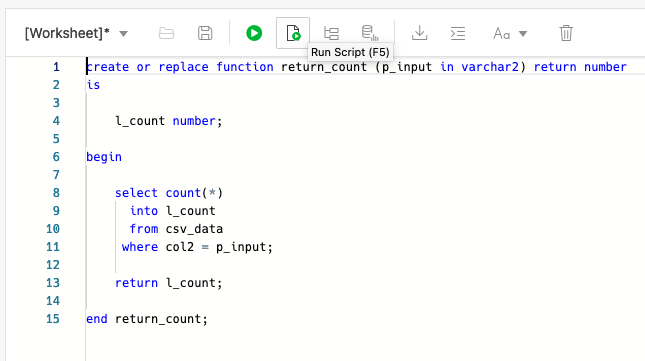 [Worksheet]*
Aa
Run Script (F5)
1 create or replace function return_count (p_input in varchar2) return number
2 is
3
4 l_count number;
5
6 begin
7
8 select count(*)
9 into l_count
10 from csv_data
11 where col2 = p_input;
12
13 return l_count;
14
15 end return_count;